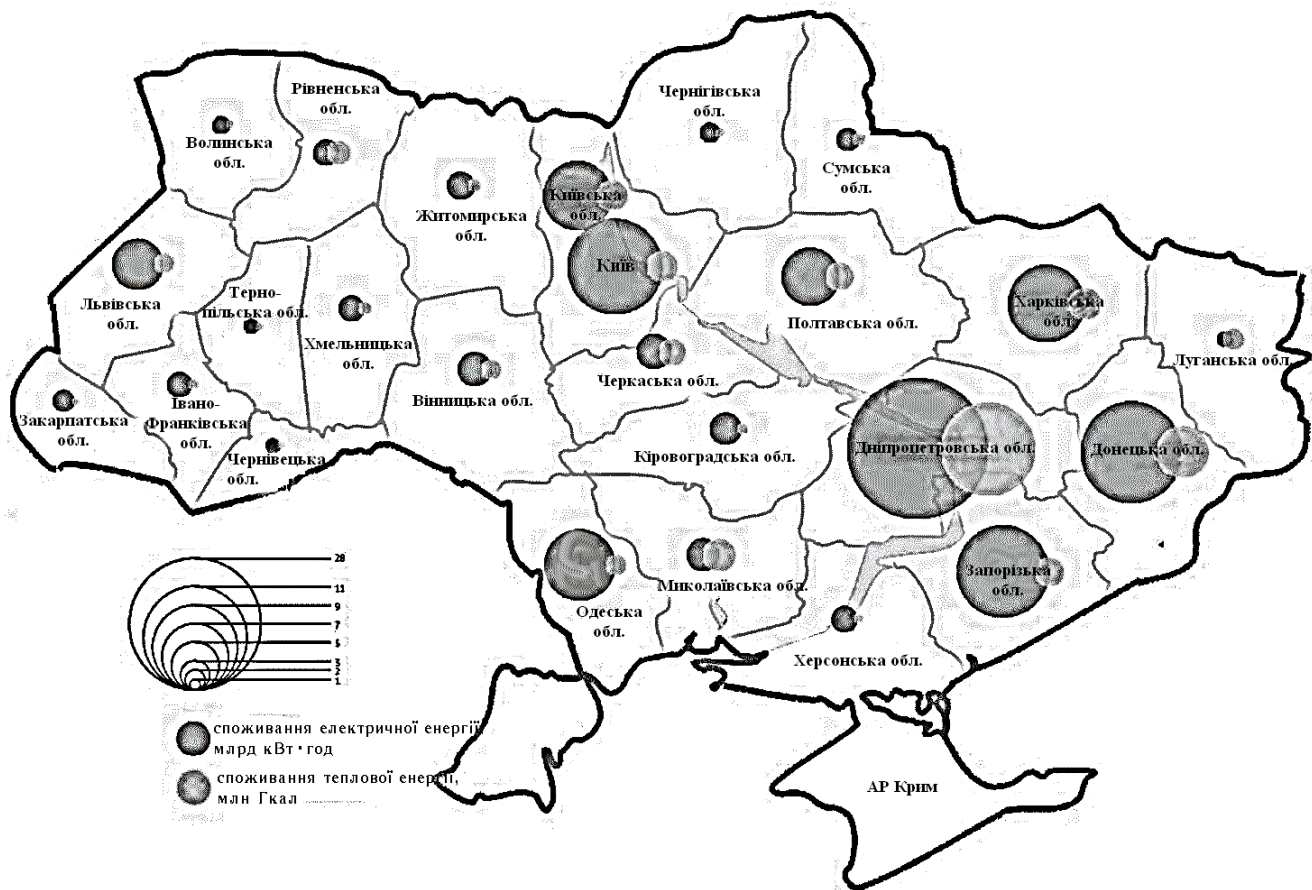 Рівненська
обл.
Волинська
обл.
Чернігівська
обл.
Сумська
обл.
Житомирська
обл.
Київська
обл.
Київ
Львівська
обл.
Терно-
пільська обл.
Хмельницька
обл.
Полтавська обл.
Харківська
обл.
Луганська обл.
Закарпатська
обл.
Івано-
Франківська
обл.
Чернівецька
обл.
Вінницька обл.
Черкаська обл.
Кіровоградська обл.
Дніпропетровська обл.
Донецька обл.
Одеська
обл.
Миколаївська обл.
Запорізька
обл.
Херсонська обл.
АР Крим
28
11
9
7
5
3
2
1
споживання електричної енергії,
млрд кВт·год
споживання теплової енергії,
млн Гкал